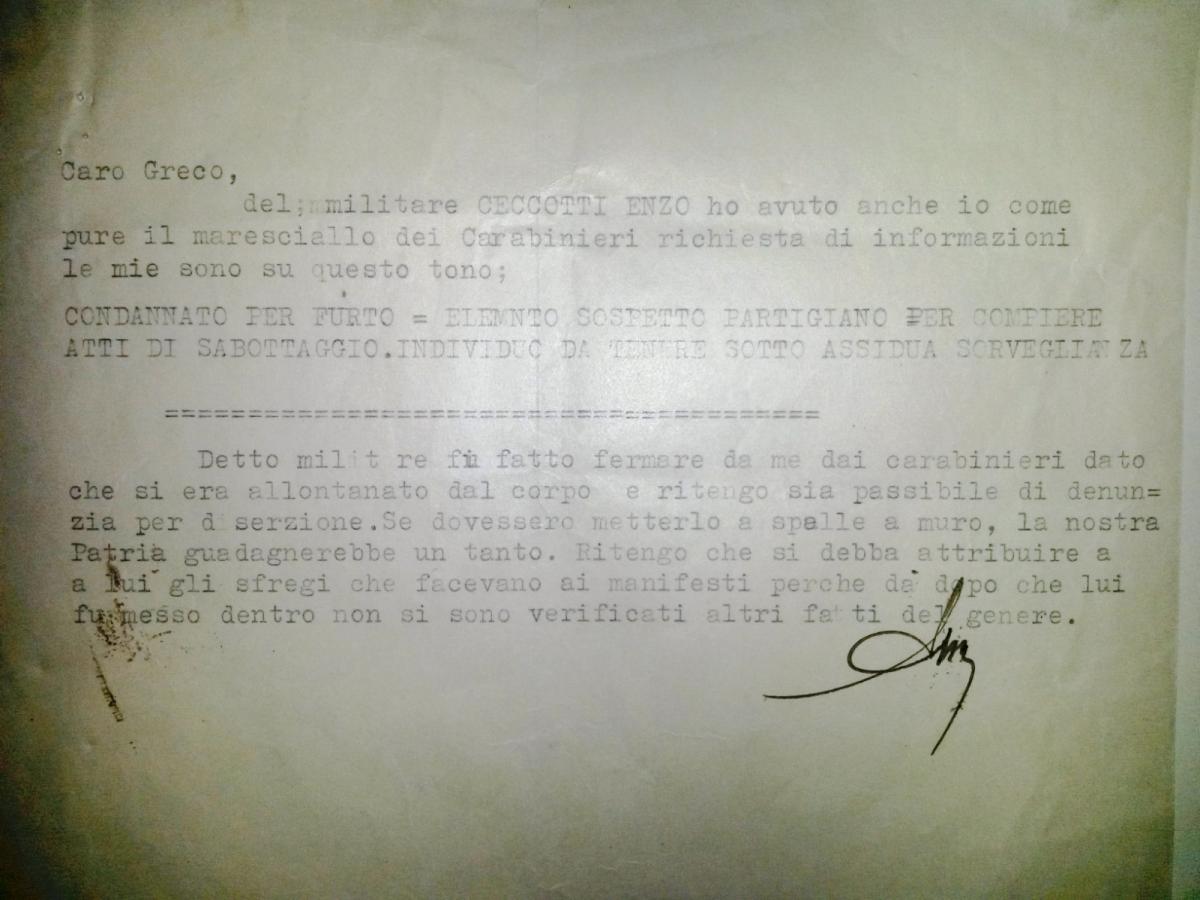 Caro Greco,
del; militare CECCOTTI ENZO ho avuto anche io come
pure il maresciallo dei Carabinieri richiesta di informazioni
le mie sono su questo tono;
CONDANNATO PER FURTO = ELEMNTO SOSPETTO PARTIGIANO PER COMPIERE
ATTI DI SABOTTAGGIO.INDIVIDUO DA TENERE SOTTO ASSIDUA SORVEGLIANZA
========================================
Detto milit re fù fatto fermare da me dai carabinieri dato
che si era allontanato dal corpo e ritengo sia passibile di denun=
zia per d serzione.Se dovessero metterlo a spalle a muro, la nostra
Patria guadagnerebbe un tanto. Ritengo che si debba attribuire a
a lui gli sfregi che facevano ai manifesti perche da dopo che lui
fu messo dentro non si sono verificati altri fatti del genere.